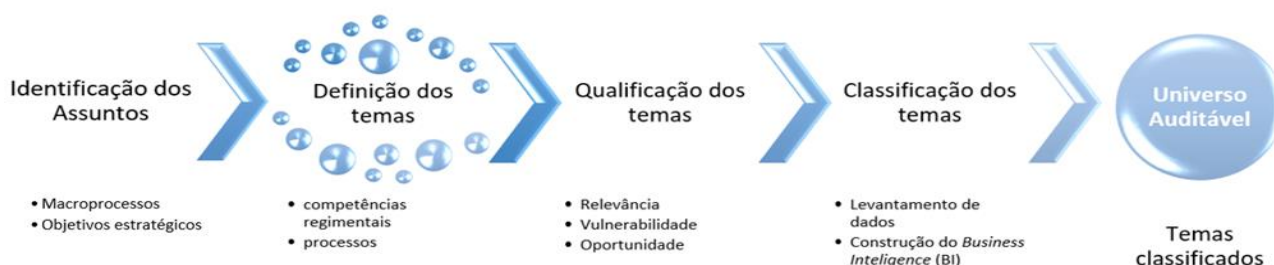 Identificação dos
Assuntos
• Macroprocessos
• Objetivos estratégicos
Definição dos
temas
• competências
regimentais
• processos
Qualificação dos
temas
• Relevância
• Vulnerabilidade
• Oportunidade
Classificação dos
temas
• Levantamento de
dados
• Construção do Business
Inteligence (BI)
Universo
Auditável
Temas
classificados